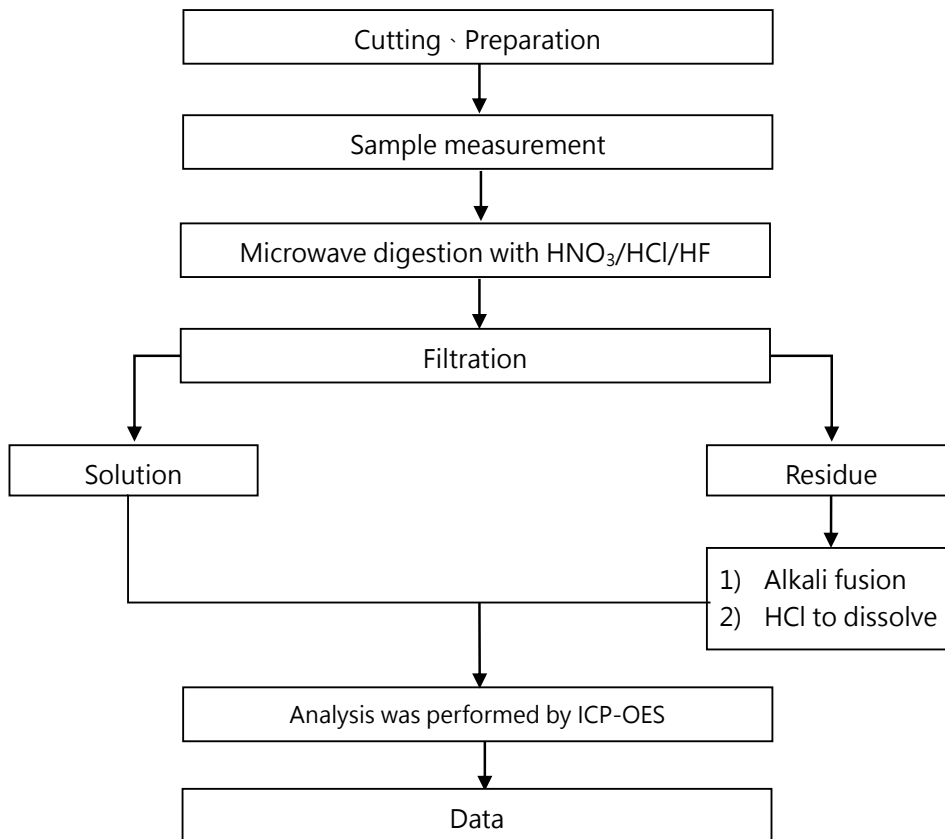 Cutting、Preparation
Sample measurement
Microwave digestion with HNO₃/HCl/HF
Filtration
Solution
Residue
1) Alkali fusion
2) HCl to dissolve
Analysis was performed by ICP-OES
Data